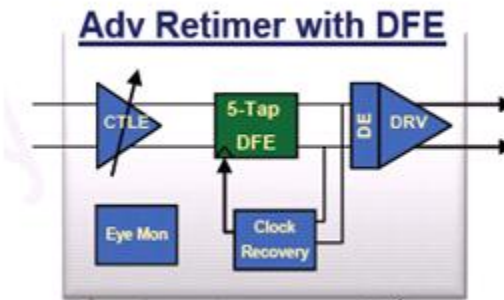 Adv Retimer with DFE
CTLE
5-Tap
DFE
DE
DRV
Eye Mon
Clock
Recovery